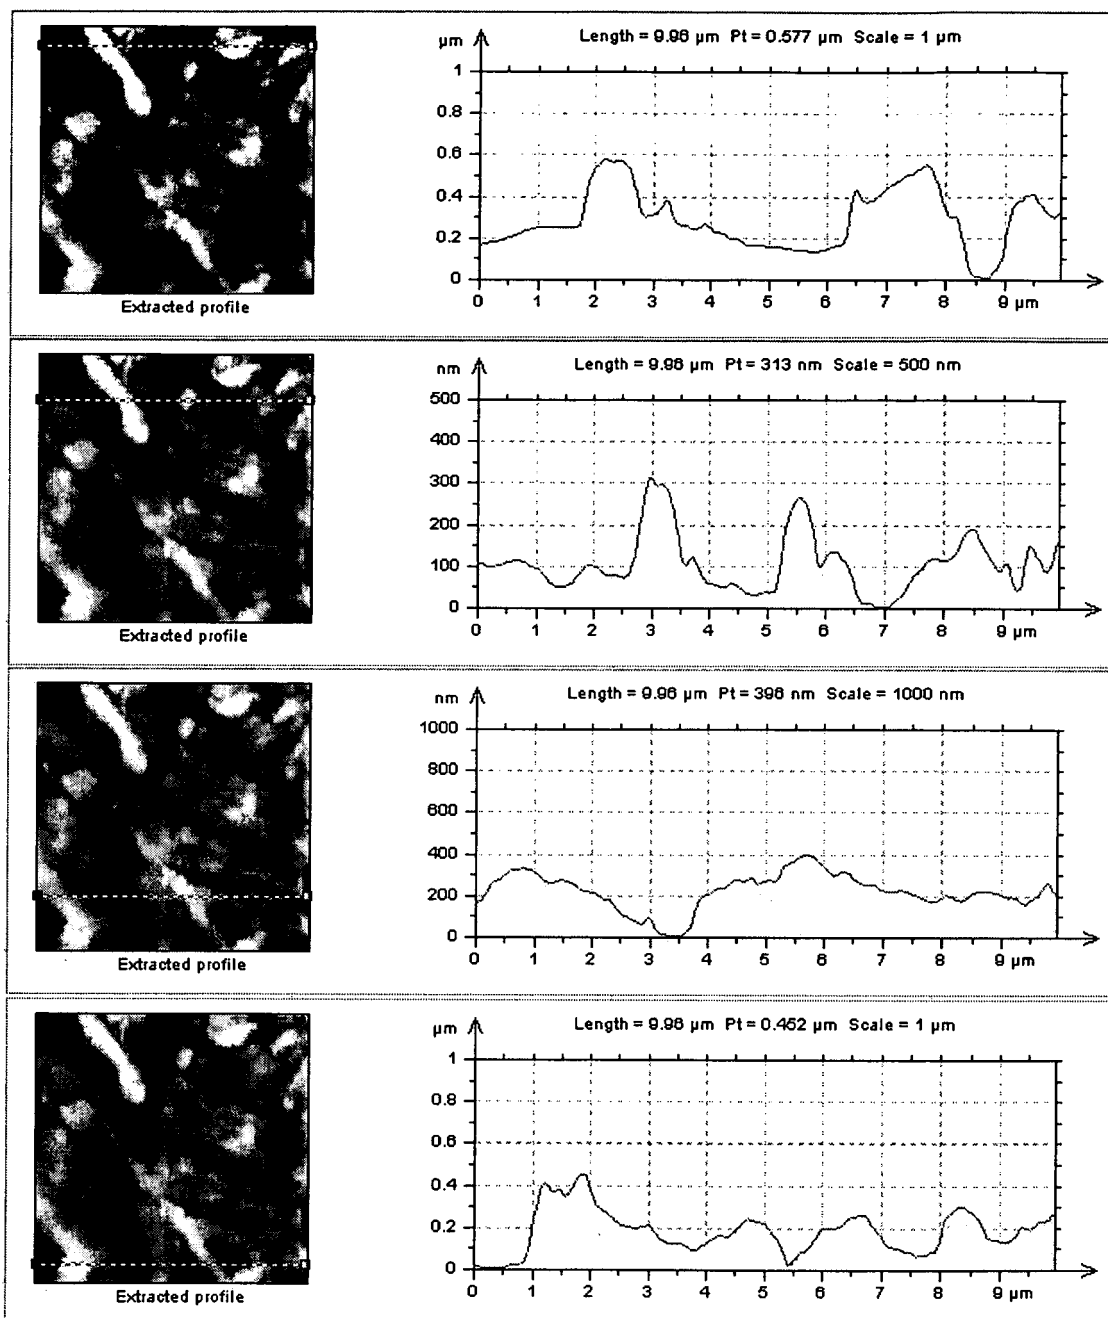 µm Length = 9.96 µm Pt = 0.577 µm Scale = 1 µm
1
0.8
0.6
0.4
0.2
0
0 1 2 3 4 5 6 7 8 9 µm
Extracted profile
nm Length = 9.96 µm Pt = 313 nm Scale = 500 nm
500
400
300
200
100
0
0 1 2 3 4 5 6 7 8 9 µm
Extracted profile
nm Length = 9.96 µm Pt = 396 nm Scale = 1000 nm
1000
800
600
400
200
0
0 1 2 3 4 5 6 7 8 9 µm
Extracted profile
µm Length = 9.96 µm Pt = 0.452 µm Scale = 1 µm
1
0.8
0.6
0.4
0.2
0
0 1 2 3 4 5 6 7 8 9 µm
Extracted profile